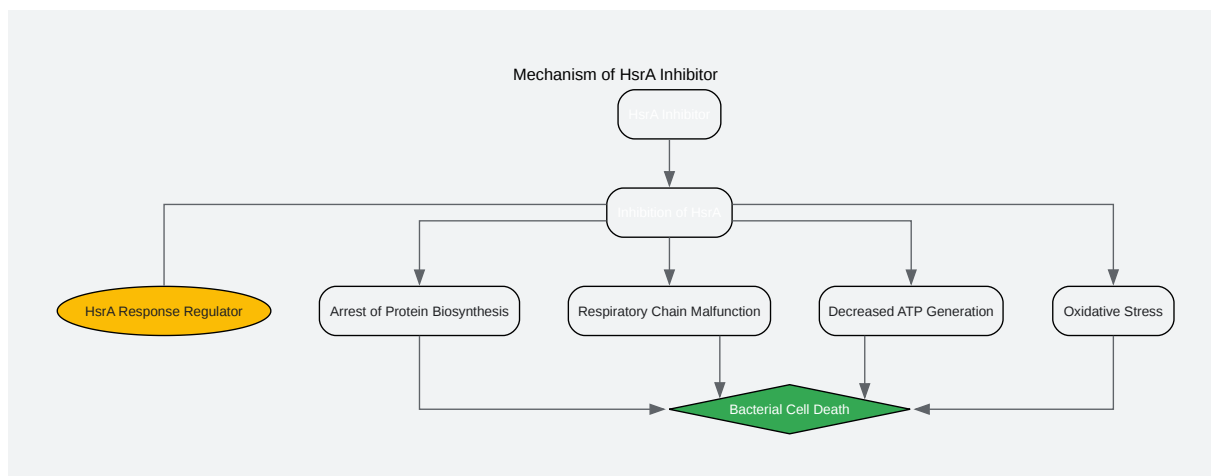 Mechanism of HsrA Inhibitor
HsrA Inhibitor
Inhibition of HsrA
HsrA Response Regulator
Arrest of Protein Biosynthesis
Respiratory Chain Malfunction
Decreased ATP Generation
Oxidative Stress
Bacterial Cell Death